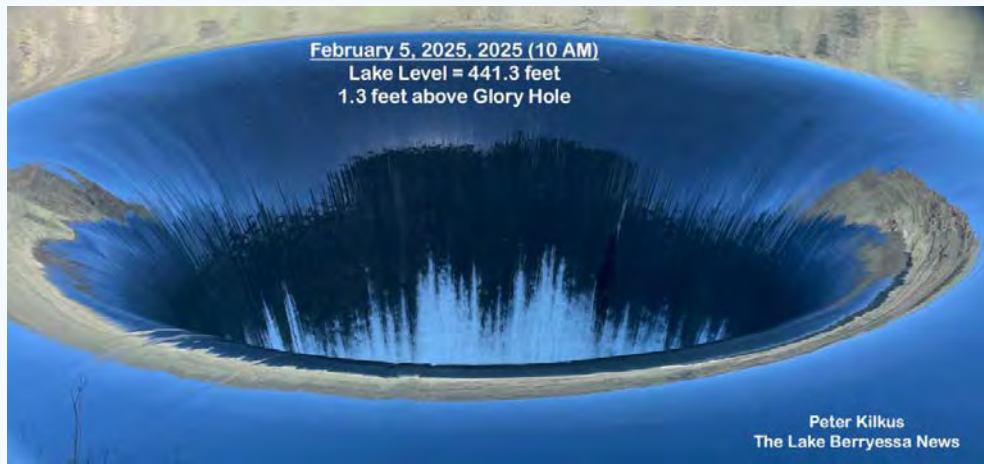 February 5, 2025, 2025 (10 AM)
Lake Level = 441.3 feet
1.3 feet above Glory Hole
Peter Kilkus
The Lake Berryessa News